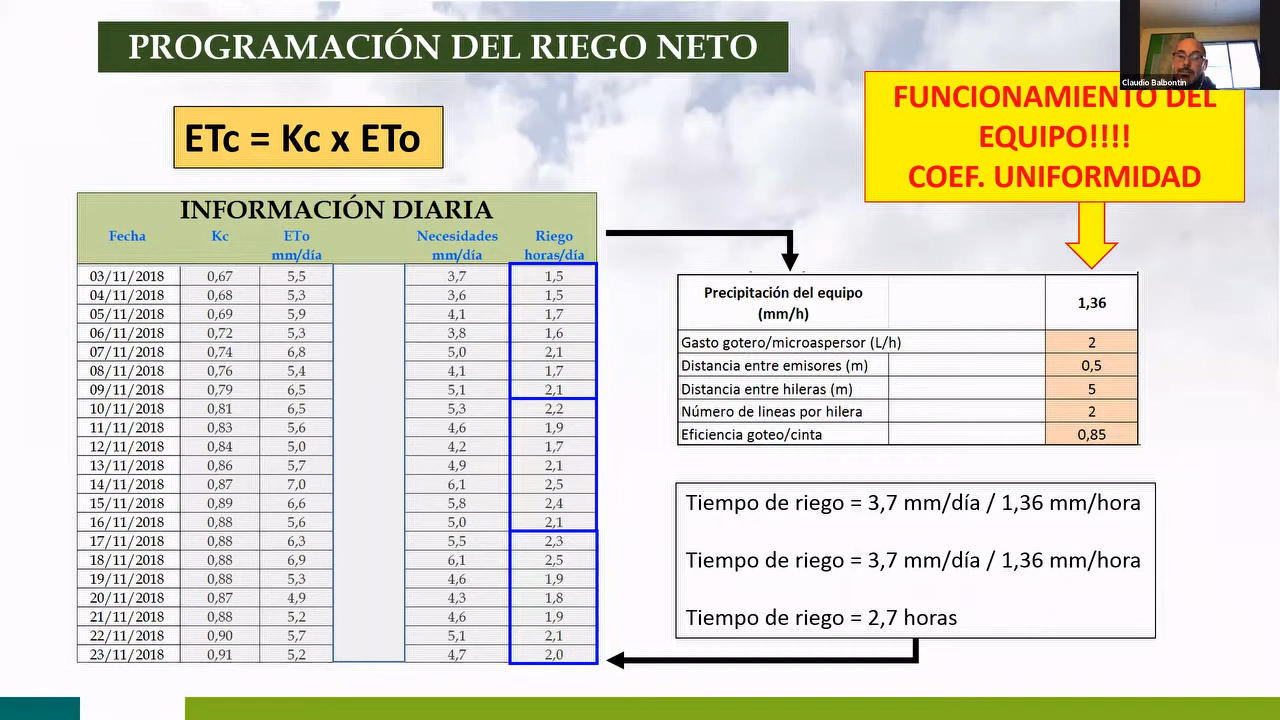 PROGRAMACIÓN DEL RIEGO NETO
Claudio Balbontin
FUNCIONAMIENTO DEL
EQUIPO!!!!
COEF. UNIFORMIDAD
ETc = Kc x ETo
INFORMACIÓN DIARIA
Fecha Kc ETo Necesidades Riego
mm/día mm/día horas/día
03/11/2018 0,67 5,5 3,7 1,5
04/11/2018 0,68 5,3 3,6 1,5
05/11/2018 0,69 5,9 4,1 1,7
06/11/2018 0,72 5,3 3,8 1,6
07/11/2018 0,74 6,8 5,0 2,1
08/11/2018 0,76 5,4 4,1 1,7
09/11/2018 0,79 6,5 5,1 2,1
10/11/2018 0,81 6,5 5,3 2,2
11/11/2018 0,83 5,6 4,6 1,9
12/11/2018 0,84 5,0 4,2 1,7
13/11/2018 0,86 5,7 4,9 2,1
14/11/2018 0,87 7,0 6,1 2,5
15/11/2018 0,89 6,6 5,8 2,4
16/11/2018 0,88 5,6 5,0 2,1
17/11/2018 0,88 6,3 5,5 2,3
18/11/2018 0,88 6,9 6,1 2,5
19/11/2018 0,88 5,3 4,6 1,9
20/11/2018 0,87 4,9 4,3 1,8
21/11/2018 0,88 5,2 4,6 1,9
22/11/2018 0,90 5,7 5,1 2,1
23/11/2018 0,91 5,2 4,7 2,0
Precipitación del equipo
(mm/h) 1,36
Gasto gotero/microaspersor (L/h) 2
Distancia entre emisores (m) 0,5
Distancia entre hileras (m) 5
Número de lineas por hilera 2
Eficiencia goteo/cinta 0,85
Tiempo de riego = 3,7 mm/día / 1,36 mm/hora
Tiempo de riego = 3,7 mm/día / 1,36 mm/hora
Tiempo de riego = 2,7 horas